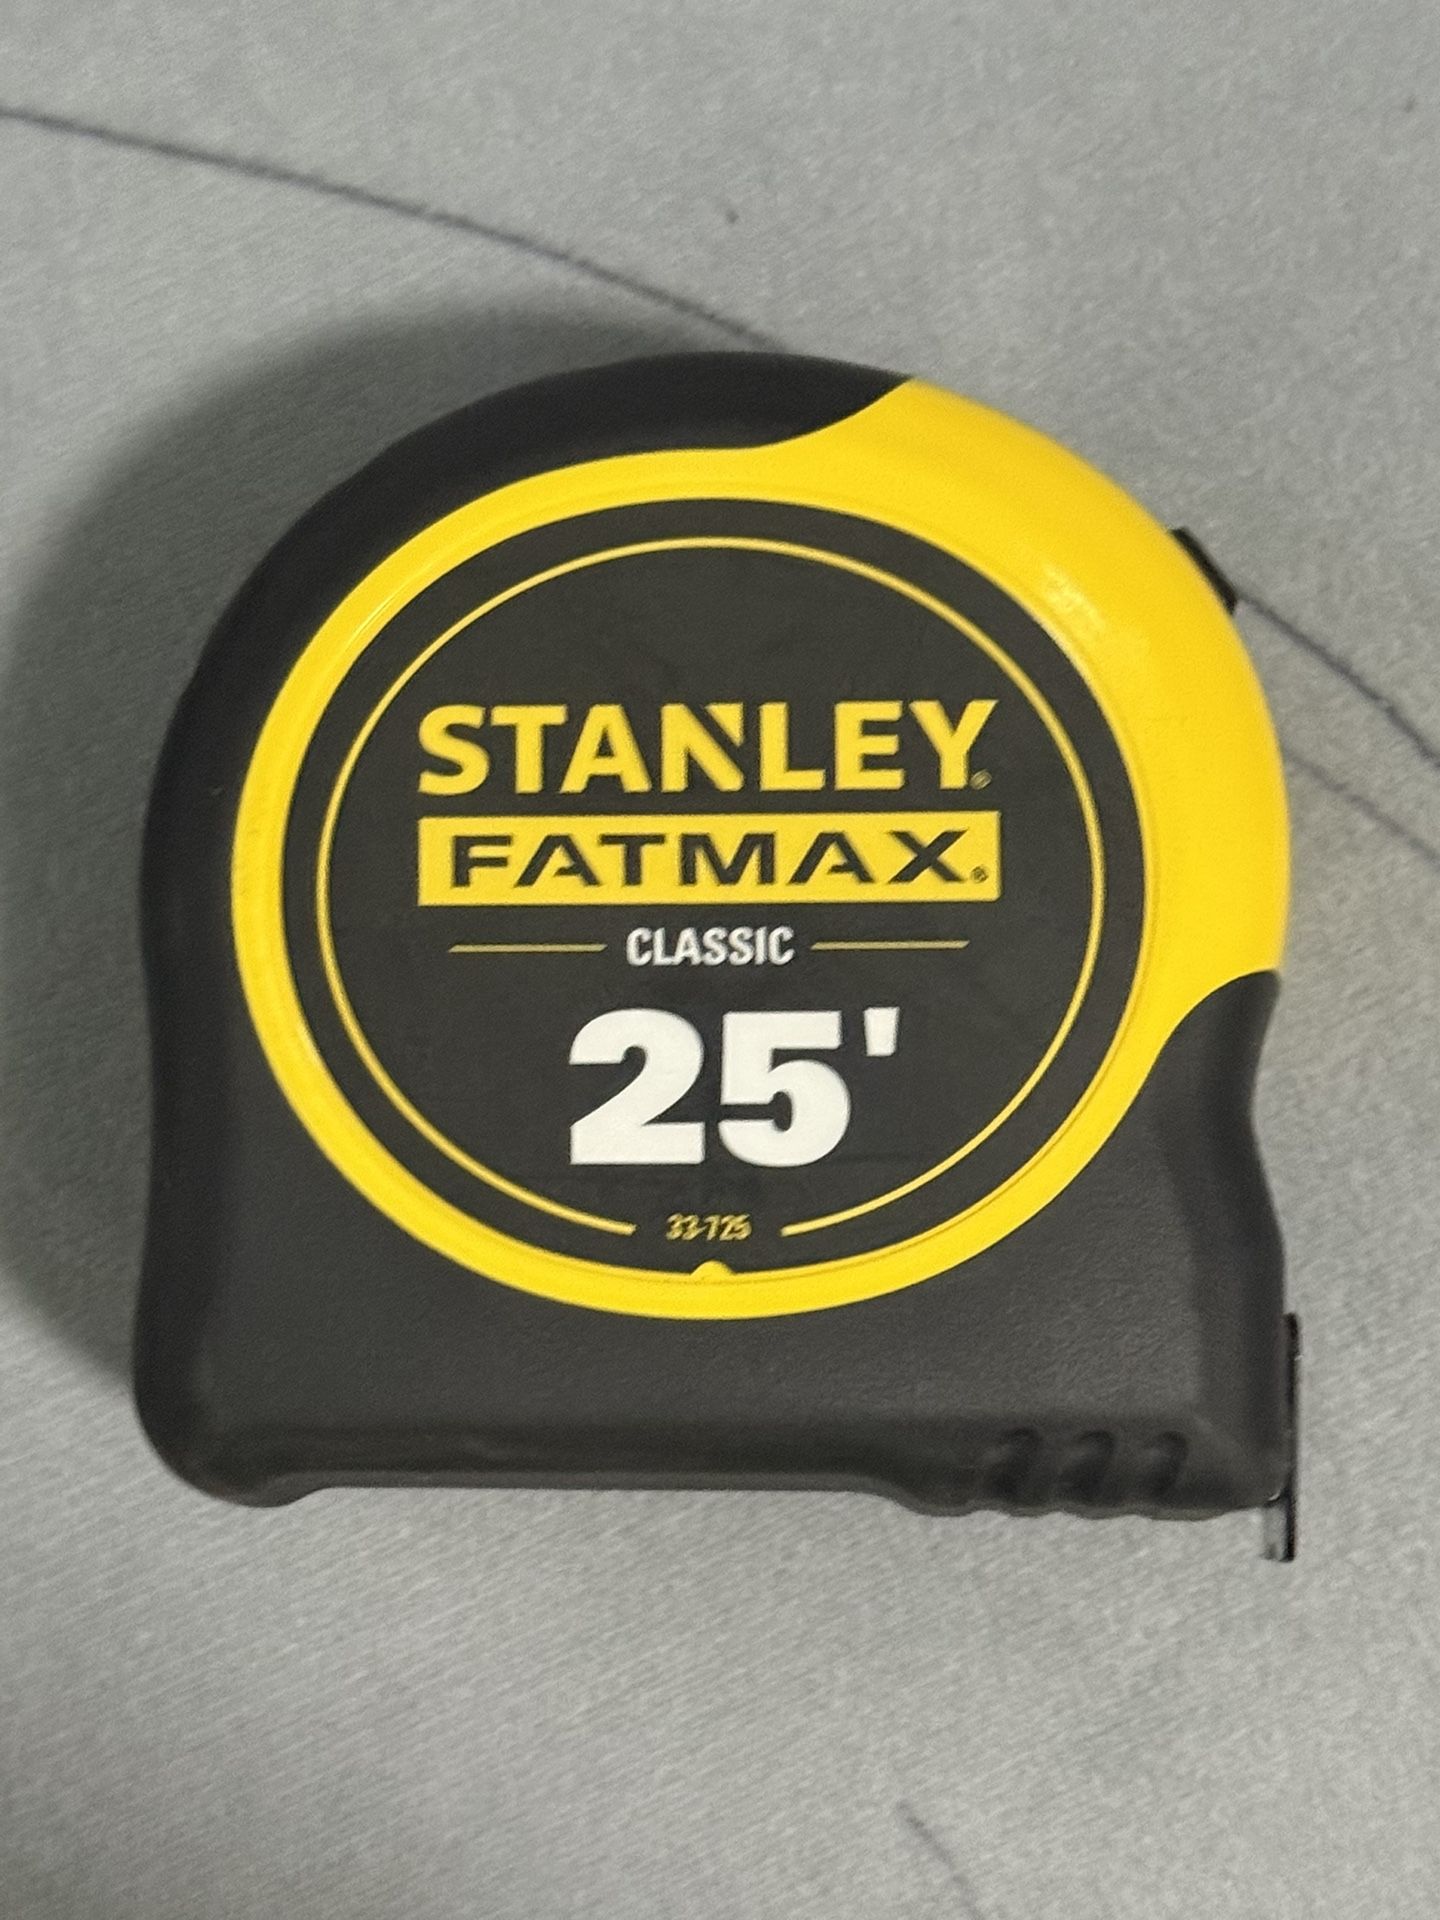 STANLEY®
FATMAX®
CLASSIC
25'
33-725